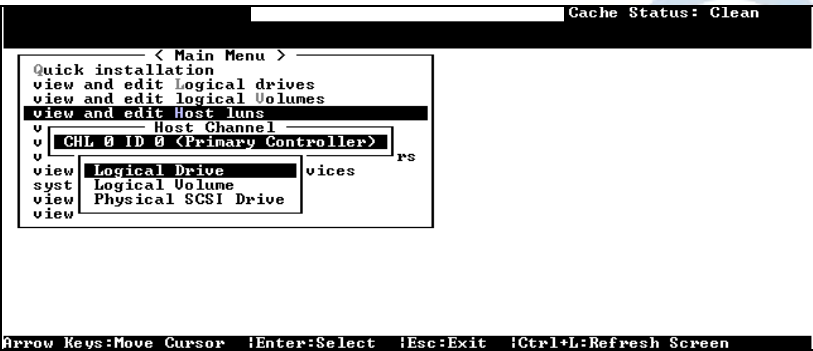 Cache Status: Clean
< Main Menu >
Quick installation
view and edit Logical drives
view and edit logical Volumes
view and edit Host luns
v
Host Channel
v
CHL 0 ID 0 (Primary Controller)
v
rs
view
Logical Drive
vices
syst
Logical Volume
view
Physical SCSI Drive
view
Arrow Keys:Move Cursor |Enter:Select |Esc:Exit |Ctrl+L:Refresh Screen